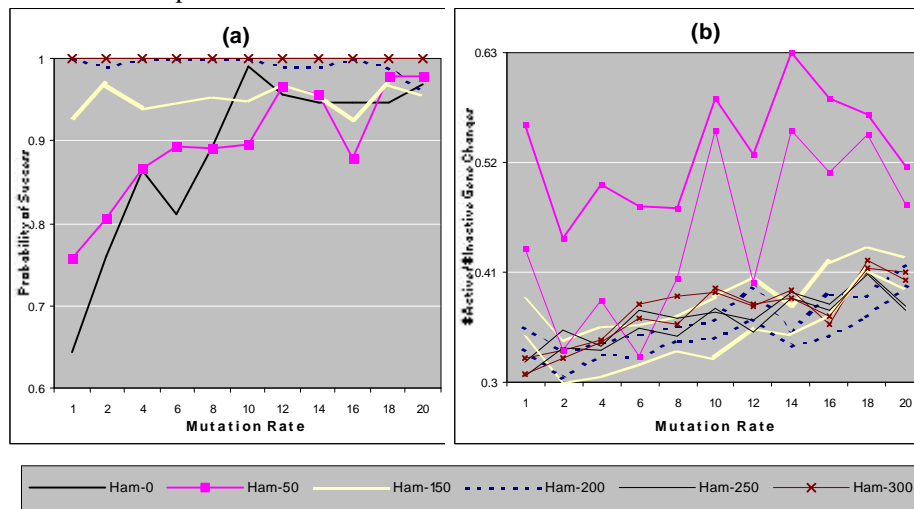 (a)
1
0.9
0.8
0.7
0.6
Probability of Success
1 2 4 6 8 10 12 14 16 18 20
Mutation Rate
(b)
0.63
0.52
0.41
0.3
#Active/#Inactive Gene Changes
1 2 4 6 8 10 12 14 16 18 20
Mutation Rate
Ham-0 Ham-50 Ham-150 Ham-200 Ham-250 Ham-300